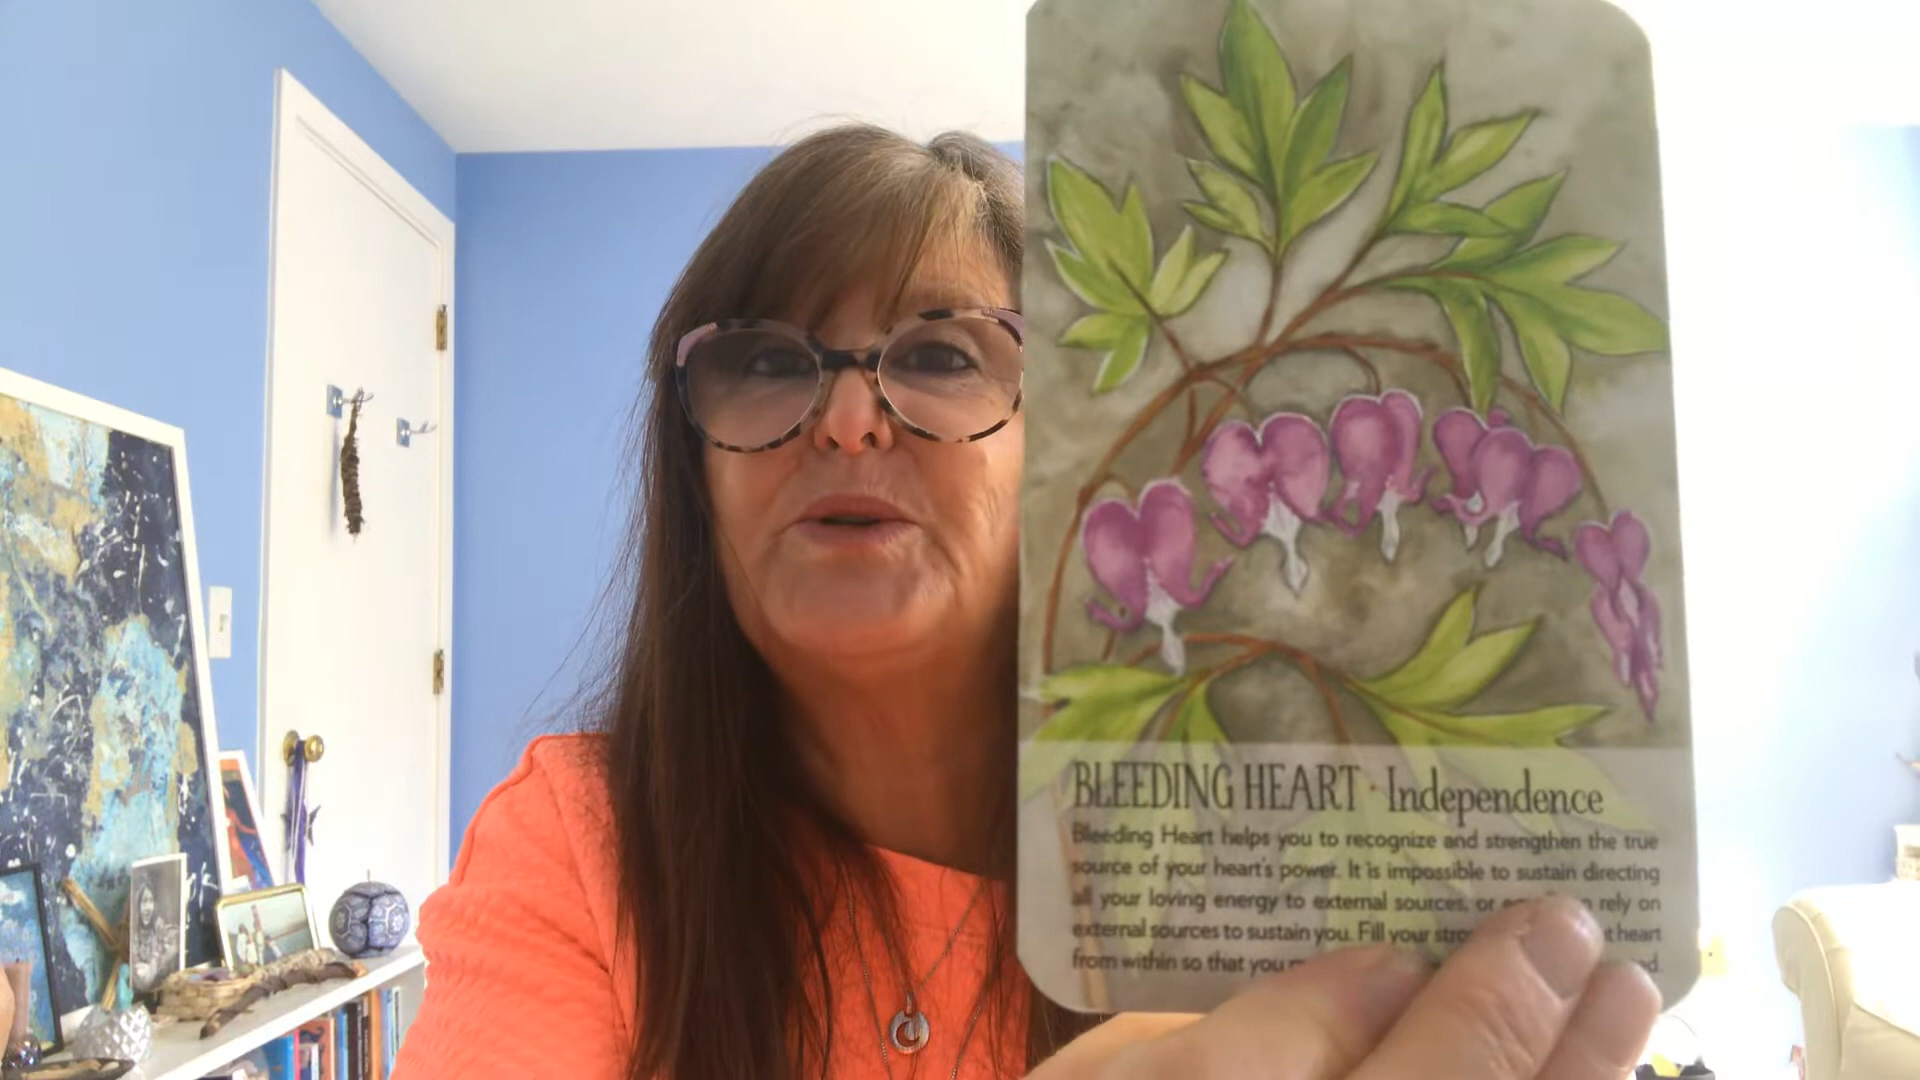 BLEEDING HEART · Independence
Bleeding Heart helps you to recognize and strengthen the true
source of your heart's power. It is impossible to sustain directing
all your loving energy to external sources, or rely on
external sources to sustain you. Fill your heart
from within so that you